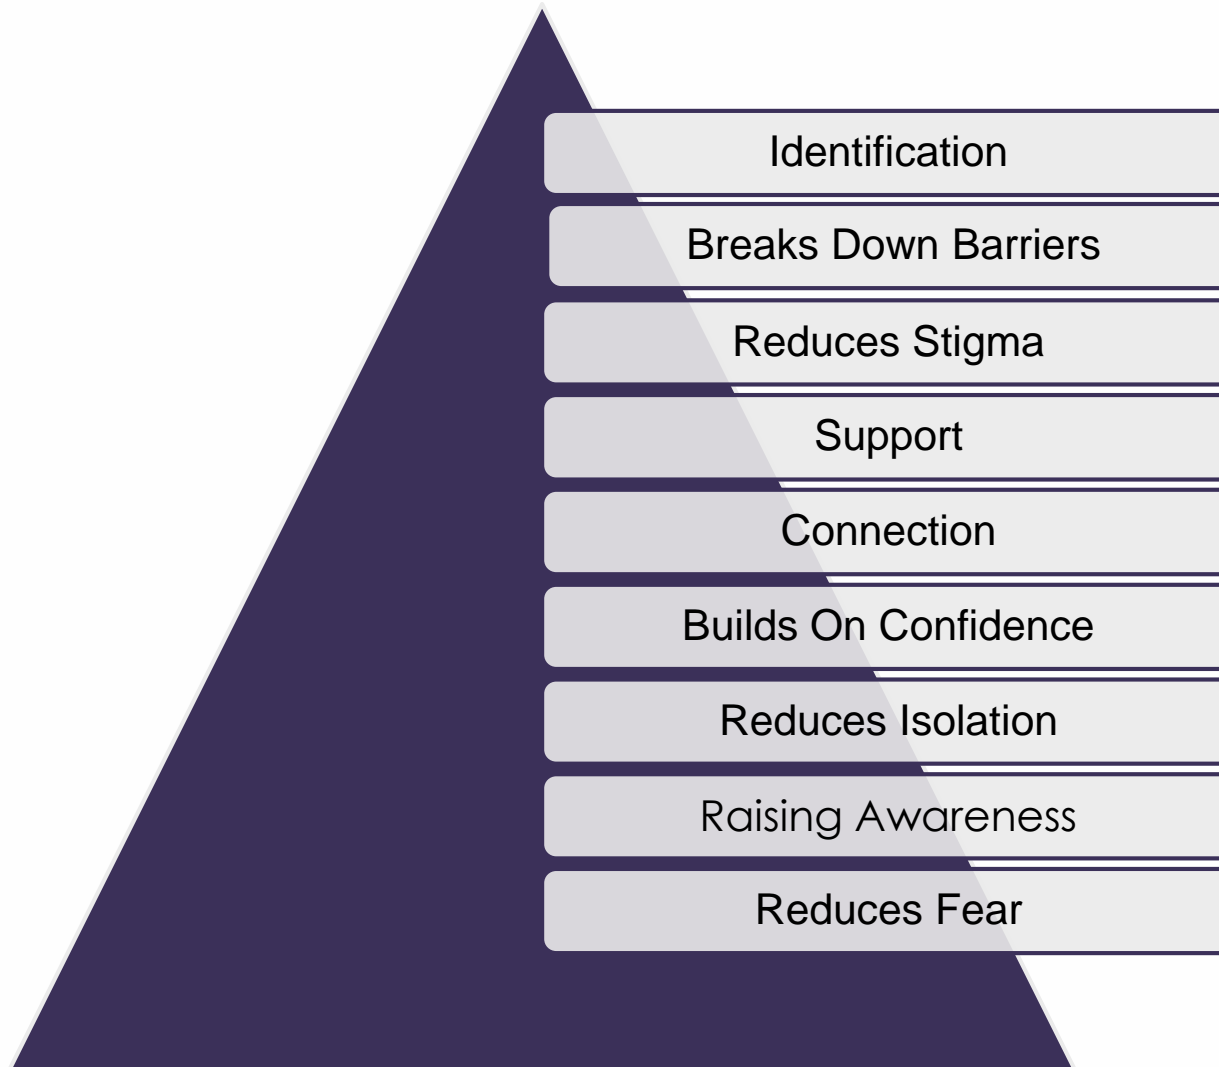 Identification
Breaks Down Barriers
Reduces Stigma
Support
Connection
Builds On Confidence
Reduces Isolation
Raising Awareness
Reduces Fear